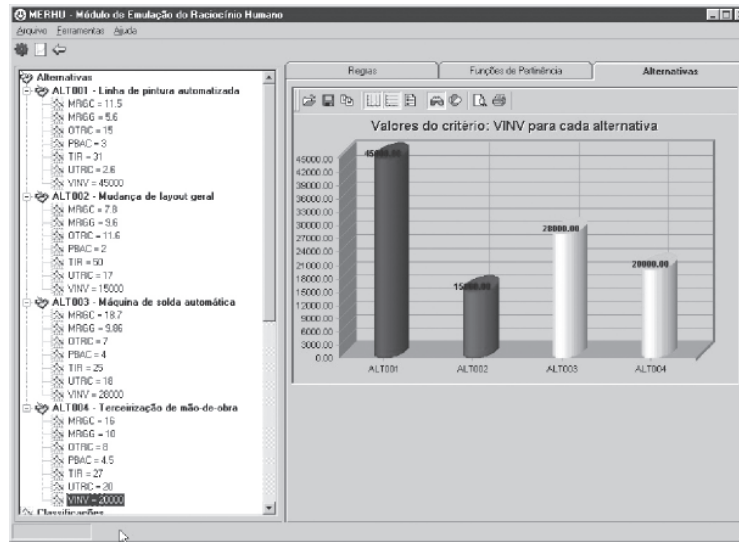 MERHU - Módulo de Emulação do Raciocínio Humano
Arquivo Ferramentas Ajuda
Alternativas
ALT001 - Linha de pintura automatizada
MRGC = 11.5
MRGG = 5.6
OTRC = 15
PBAC = 3
TIR = 31
UTRC = 2.6
VINV = 45000
ALT002 - Mudança de layout geral
MRGC = 7.8
MRGG = 9.6
OTRC = 11.6
PBAC = 2
TIR = 50
UTRC = 17
VINV = 15000
ALT003 - Máquina de solda automática
MRGC = 18.7
MRGG = 9.86
OTRC = 7
PBAC = 4
TIR = 25
UTRC = 18
VINV = 28000
ALT004 - Terceirização de mão-de-obra
MRGC = 16
MRGG = 10
OTRC = 8
PBAC = 4.5
TIR = 27
UTRC = 20
VINV = 20000
Classificações
Regras Funções de Pertinência Alternativas
Valores do critério: VINV para cada alternativa
45000.00
42000.00
39000.00
36000.00
33000.00
30000.00
27000.00
24000.00
21000.00
18000.00
15000.00
12000.00
9000.00
6000.00
3000.00
0.00
45000.00
15000.00
28000.00
20000.00
ALT001 ALT002 ALT003 ALT004